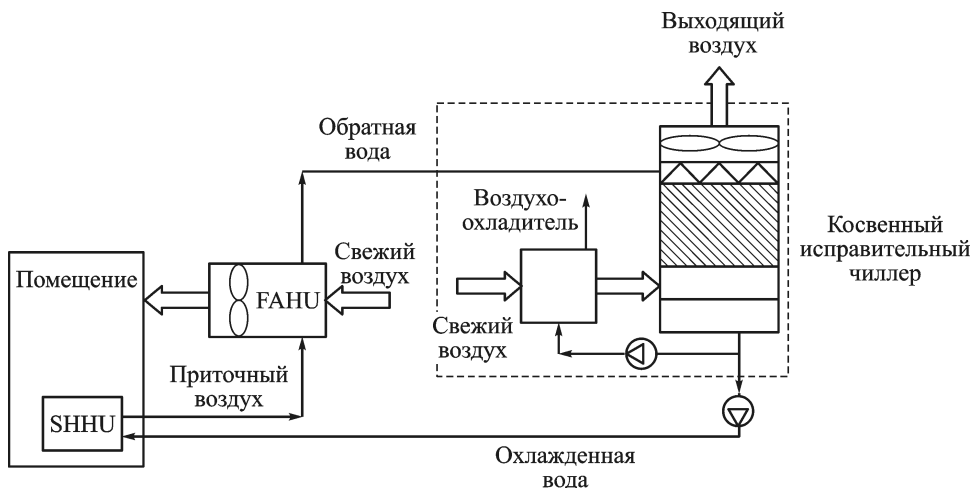 Выходящий
воздух
Обратная
вода
Воздухо-
охладитель
Косвенный
исправительный
чиллер
Помещение
Свежий
воздух
FAHU
Свежий
воздух
Приточный
воздух
SHHU
Охлажденная
вода